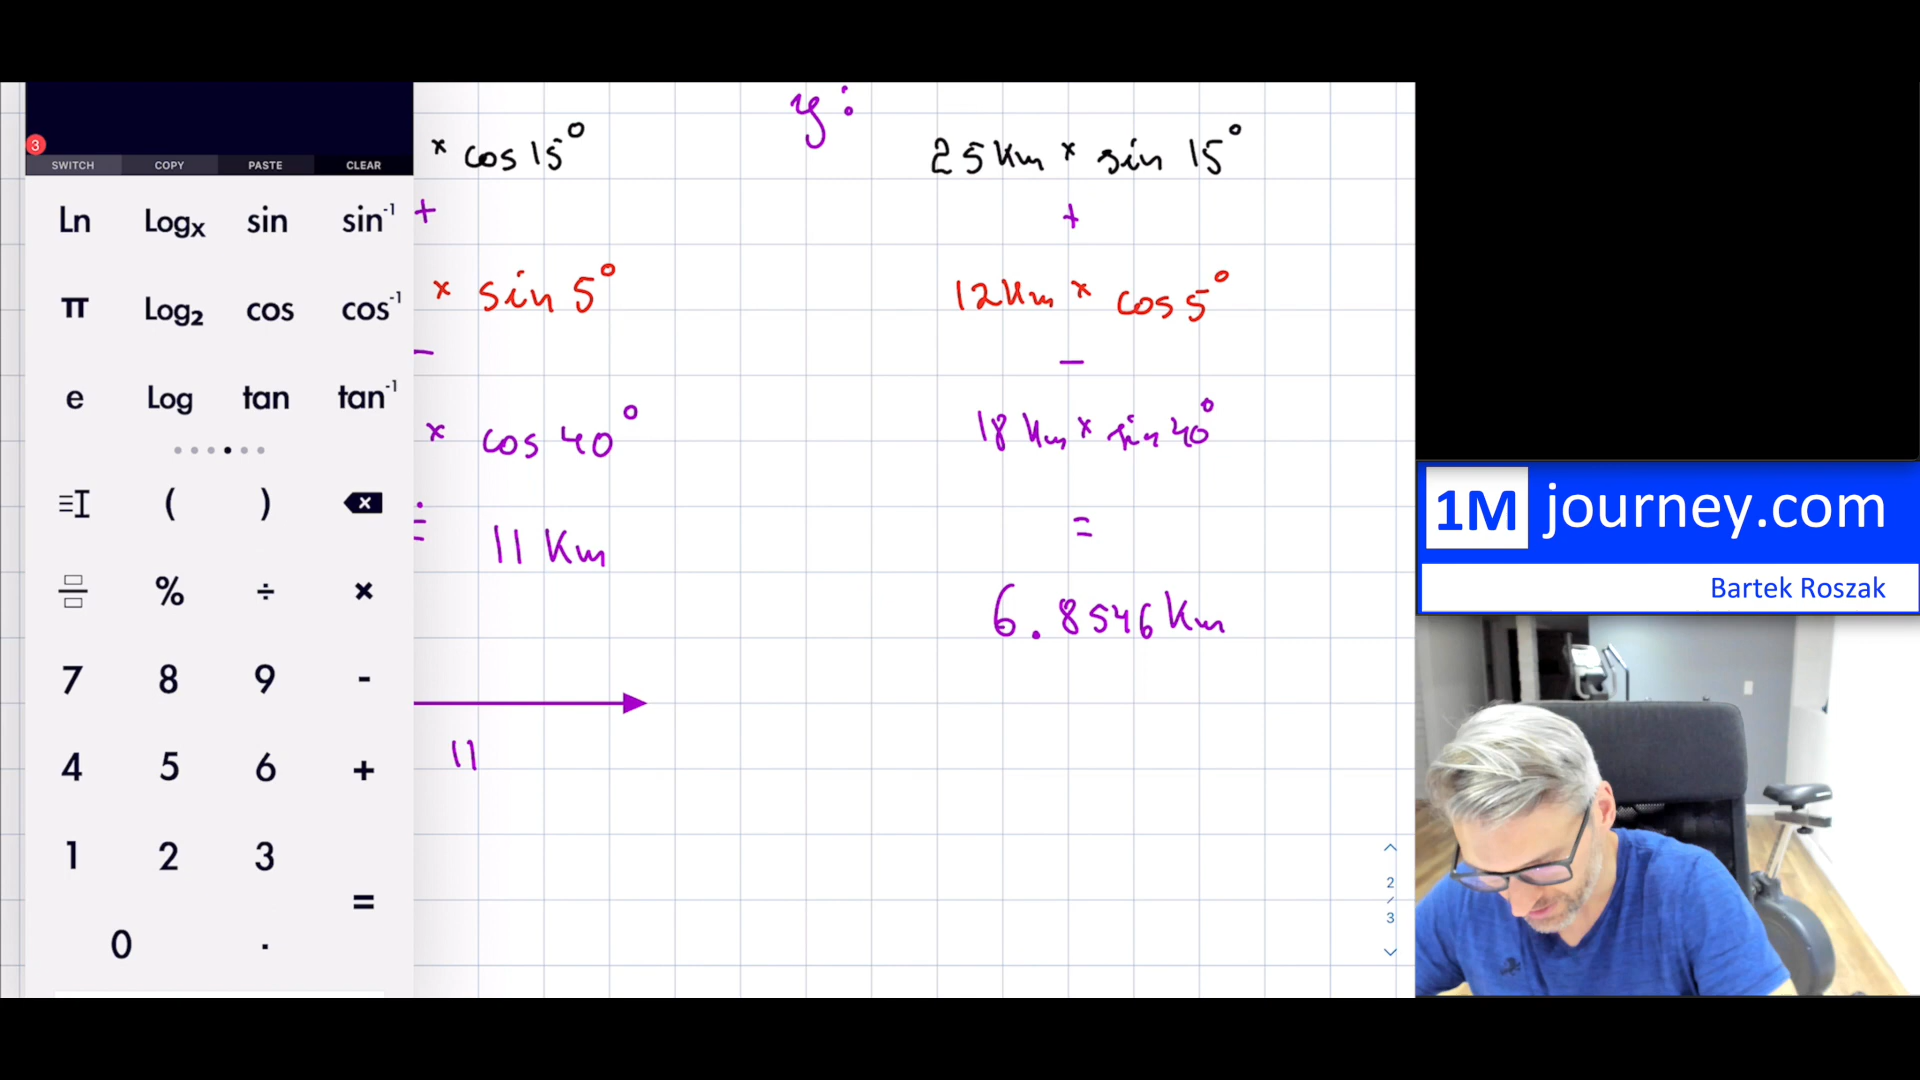 3
SWITCH COPY PASTE CLEAR
Ln Logx sin sin⁻¹
π Log₂ cos cos⁻¹
e Log tan tan⁻¹
( )
% ÷ ×
7 8 9 -
4 5 6 +
1 2 3 =
0 .
× cos 15°
+
× sin 5°
−
× cos 40°
= 11 Km
11
y:
25 Km × sin 15°
+
12 Km × cos 5°
−
18 Km × sin 40°
=
6.8546 Km
2
/
3
1M journey.com
Bartek Roszak